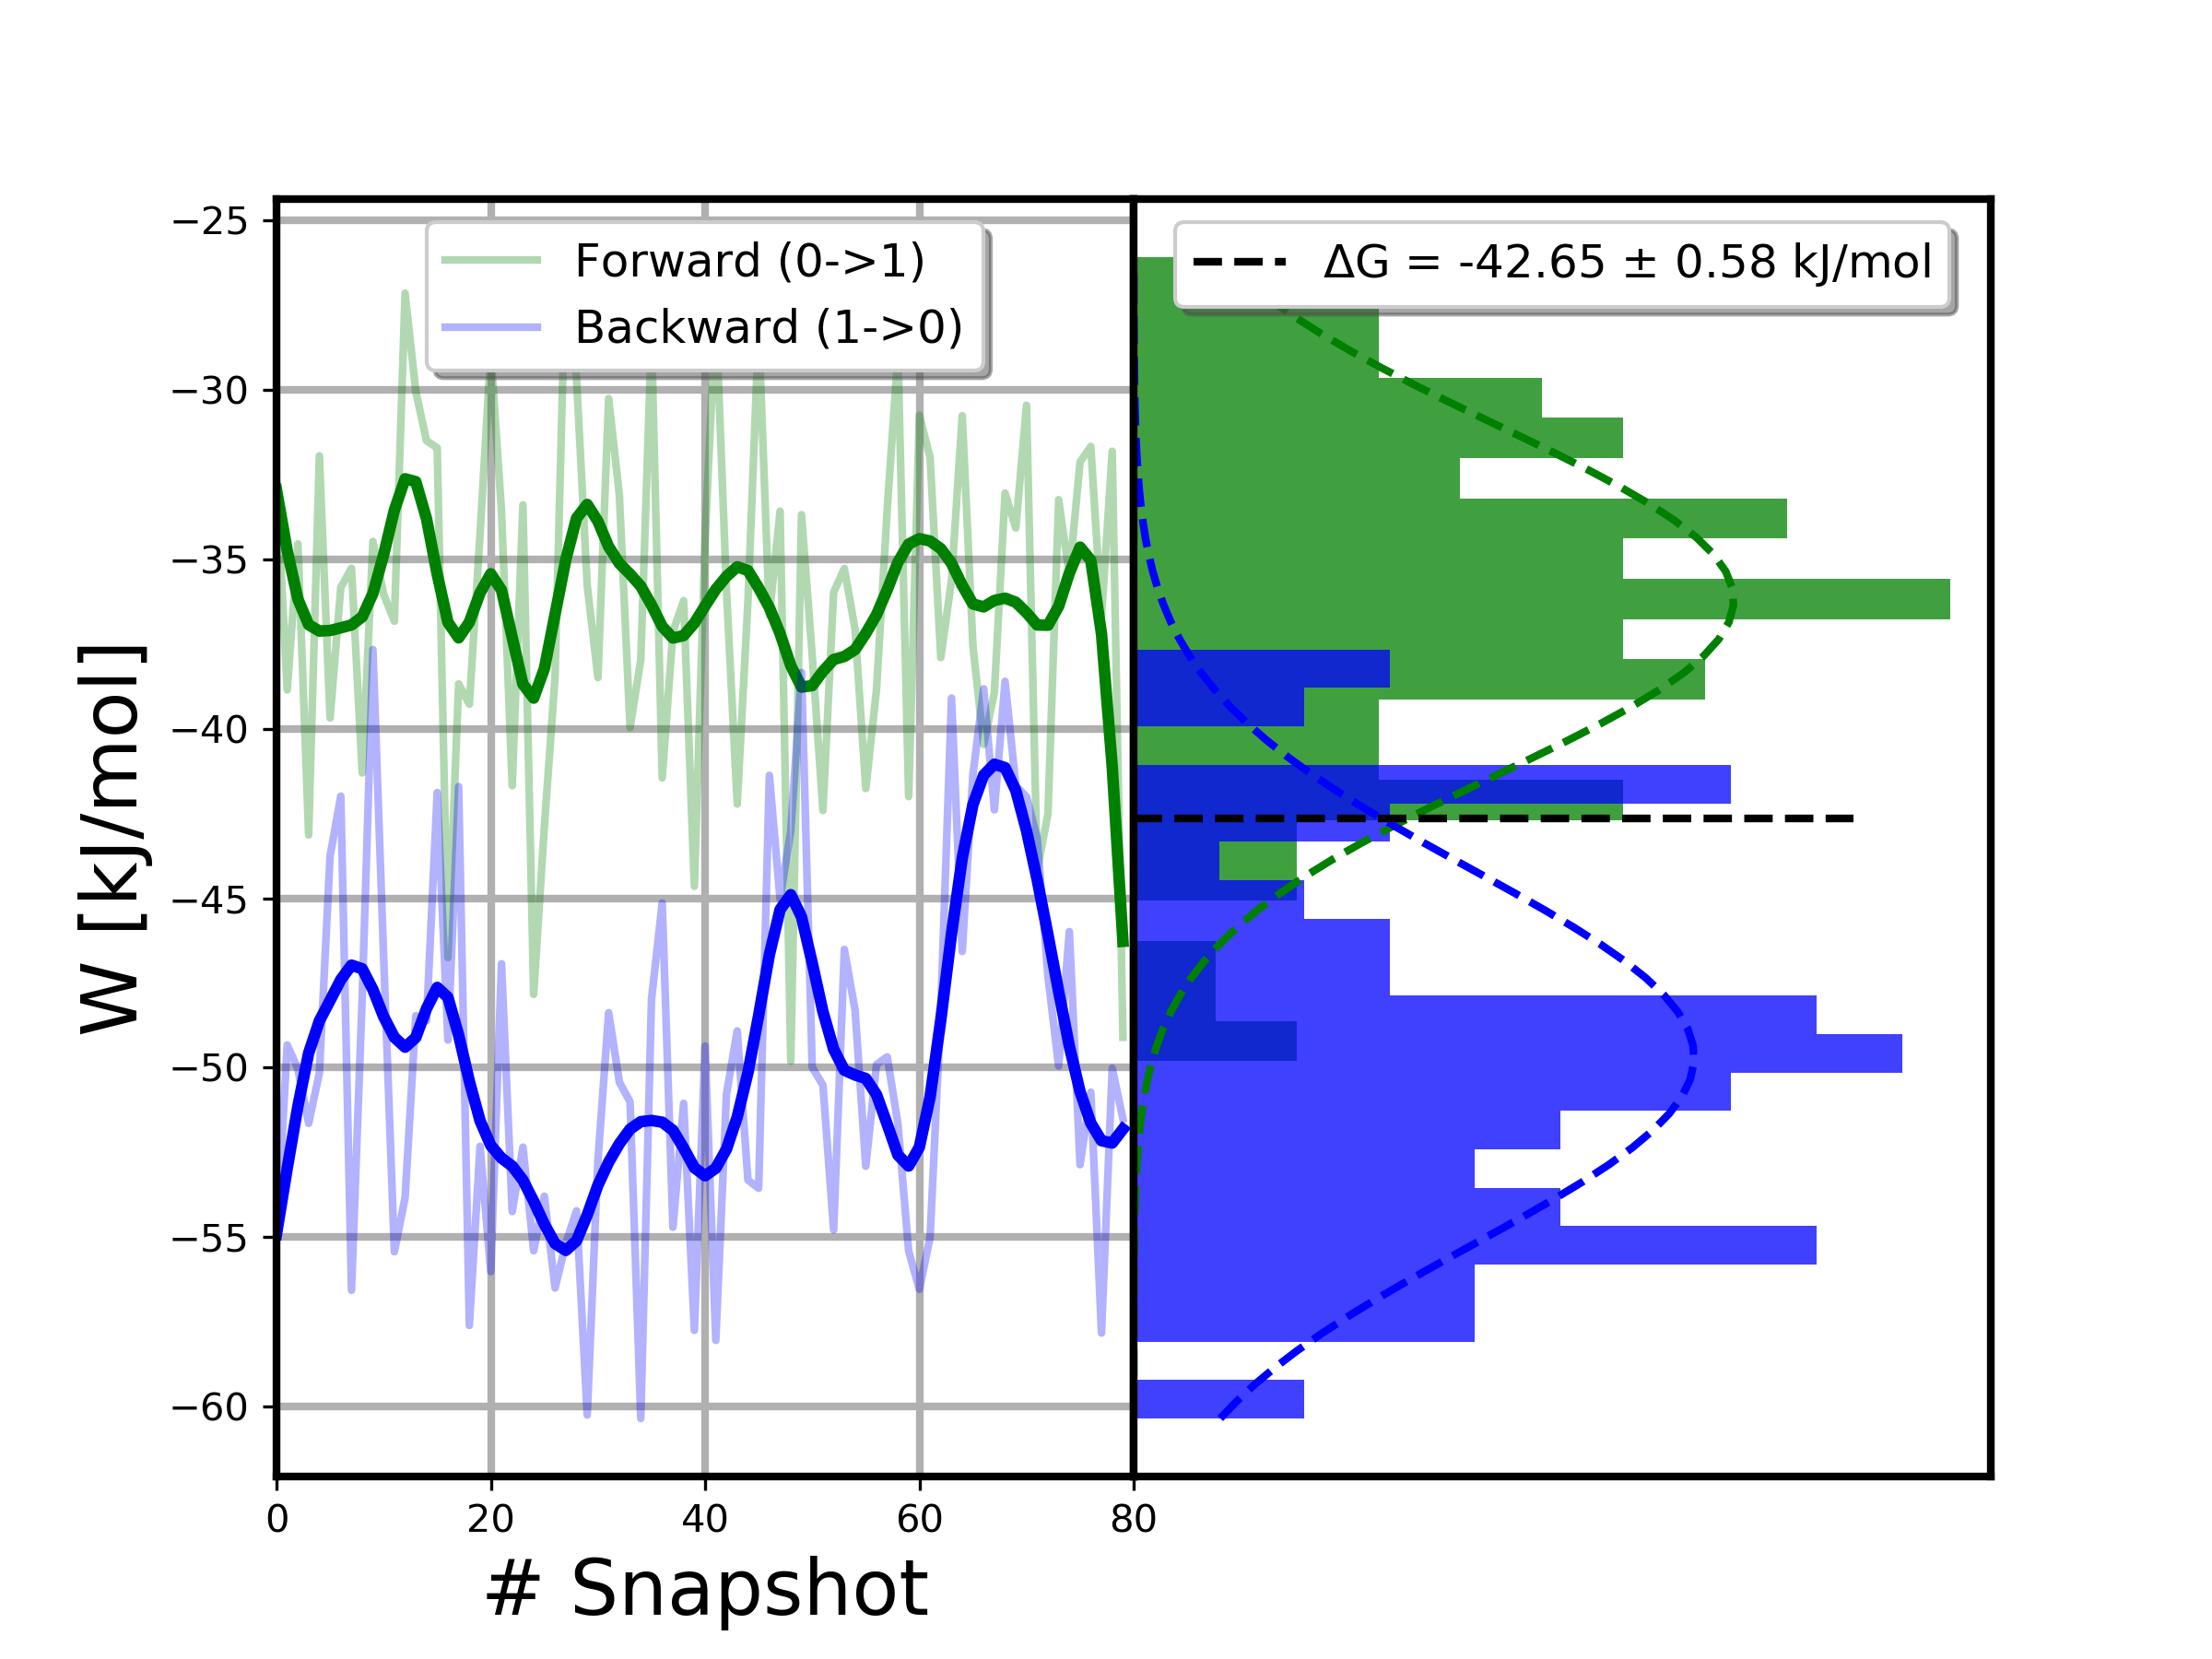 Forward (0->1)
Backward (1->0)
ΔG = -42.65 ± 0.58 kJ/mol
W [kJ/mol]
−25
−30
−35
−40
−45
−50
−55
−60
0 20 40 60 80
# Snapshot